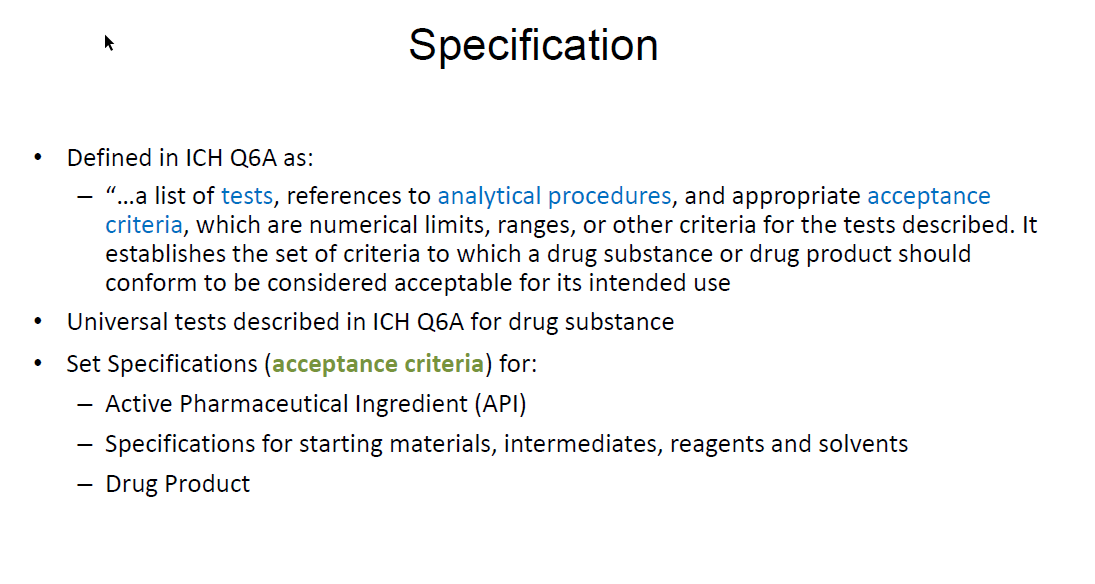 Specification
• Defined in ICH Q6A as:
– “…a list of tests, references to analytical procedures, and appropriate acceptance
criteria, which are numerical limits, ranges, or other criteria for the tests described. It
establishes the set of criteria to which a drug substance or drug product should
conform to be considered acceptable for its intended use
• Universal tests described in ICH Q6A for drug substance
• Set Specifications (acceptance criteria) for:
– Active Pharmaceutical Ingredient (API)
– Specifications for starting materials, intermediates, reagents and solvents
– Drug Product